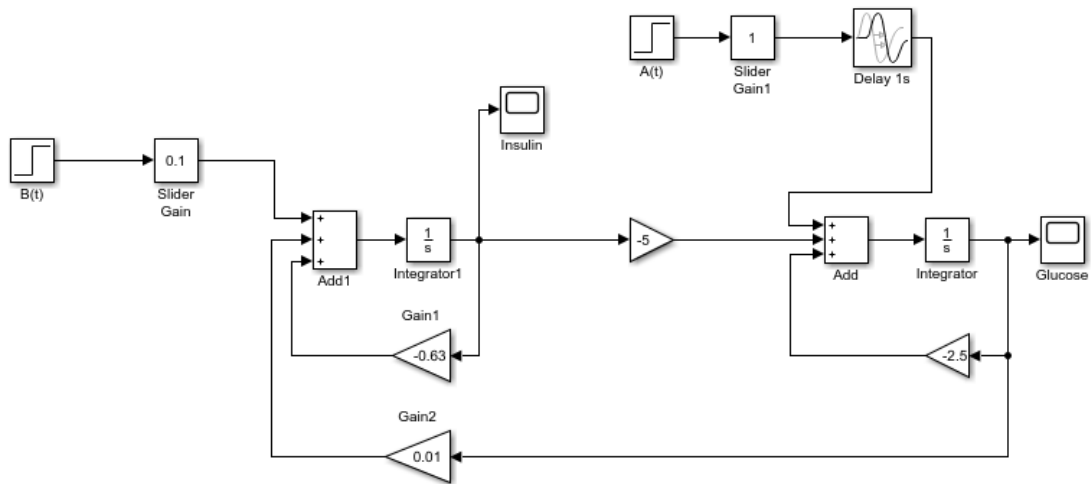 A(t)
1
Slider
Gain1
Delay 1s
Insulin
B(t)
0.1
Slider
Gain
+
+
+
Add1
1
s
Integrator1
-5
+
+
+
Add
1
s
Integrator
Glucose
Gain1
-0.63
-2.5
Gain2
0.01